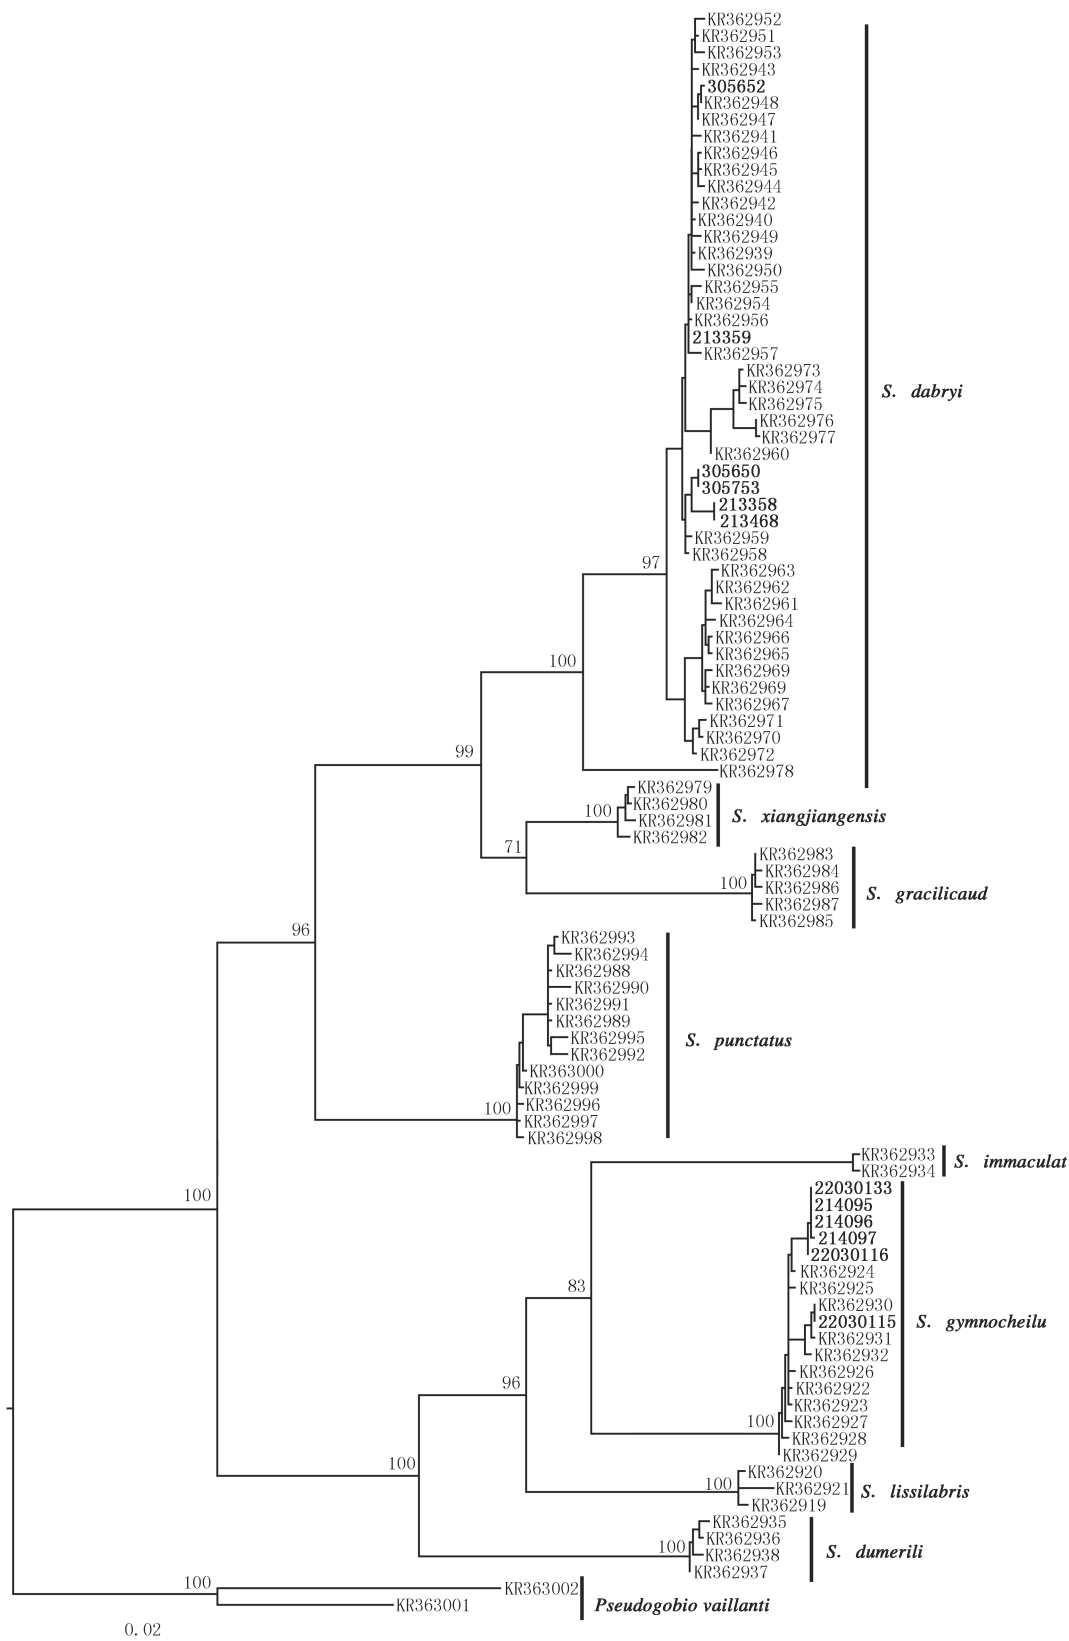 KR362952
KR362951
KR362953
KR362943
305652
KR362948
KR362947
KR362941
KR362946
KR362945
KR362944
KR362942
KR362940
KR362949
KR362939
KR362950
KR362955
KR362954
KR362956
213359
KR362957
KR362973
KR362974
S. dabryi
KR362975
KR362976
KR362977
KR362960
305650
305753
213358
213468
KR362959
KR362958
97
KR362963
KR362962
KR362961
KR362964
KR362966
KR362965
100
KR362969
KR362969
KR362967
KR362971
KR362970
99
KR362972
KR362978
KR362979
KR362980
100
KR362981
S. xiangjiangensis
KR362982
71
KR362983
KR362984
100
KR362986
S. gracilicaud
KR362987
KR362985
96
KR362993
KR362994
KR362988
KR362990
KR362991
KR362989
KR362995
S. punctatus
KR362992
KR363000
KR362999
100
KR362996
KR362997
KR362998
KR362933
S. immaculat
KR362934
100
22030133
214095
214096
214097
22030116
KR362924
83
KR362925
KR362930
22030115
S. gymnocheilu
KR362931
KR362932
KR362926
96
KR362922
KR362923
100
KR362927
KR362928
KR362929
100
KR362920
100
KR362921
S. lissilabris
KR362919
KR362935
KR362936
100
KR362938
S. dumerili
KR362937
100
KR363002
KR363001
Pseudogobio vaillanti
0.02